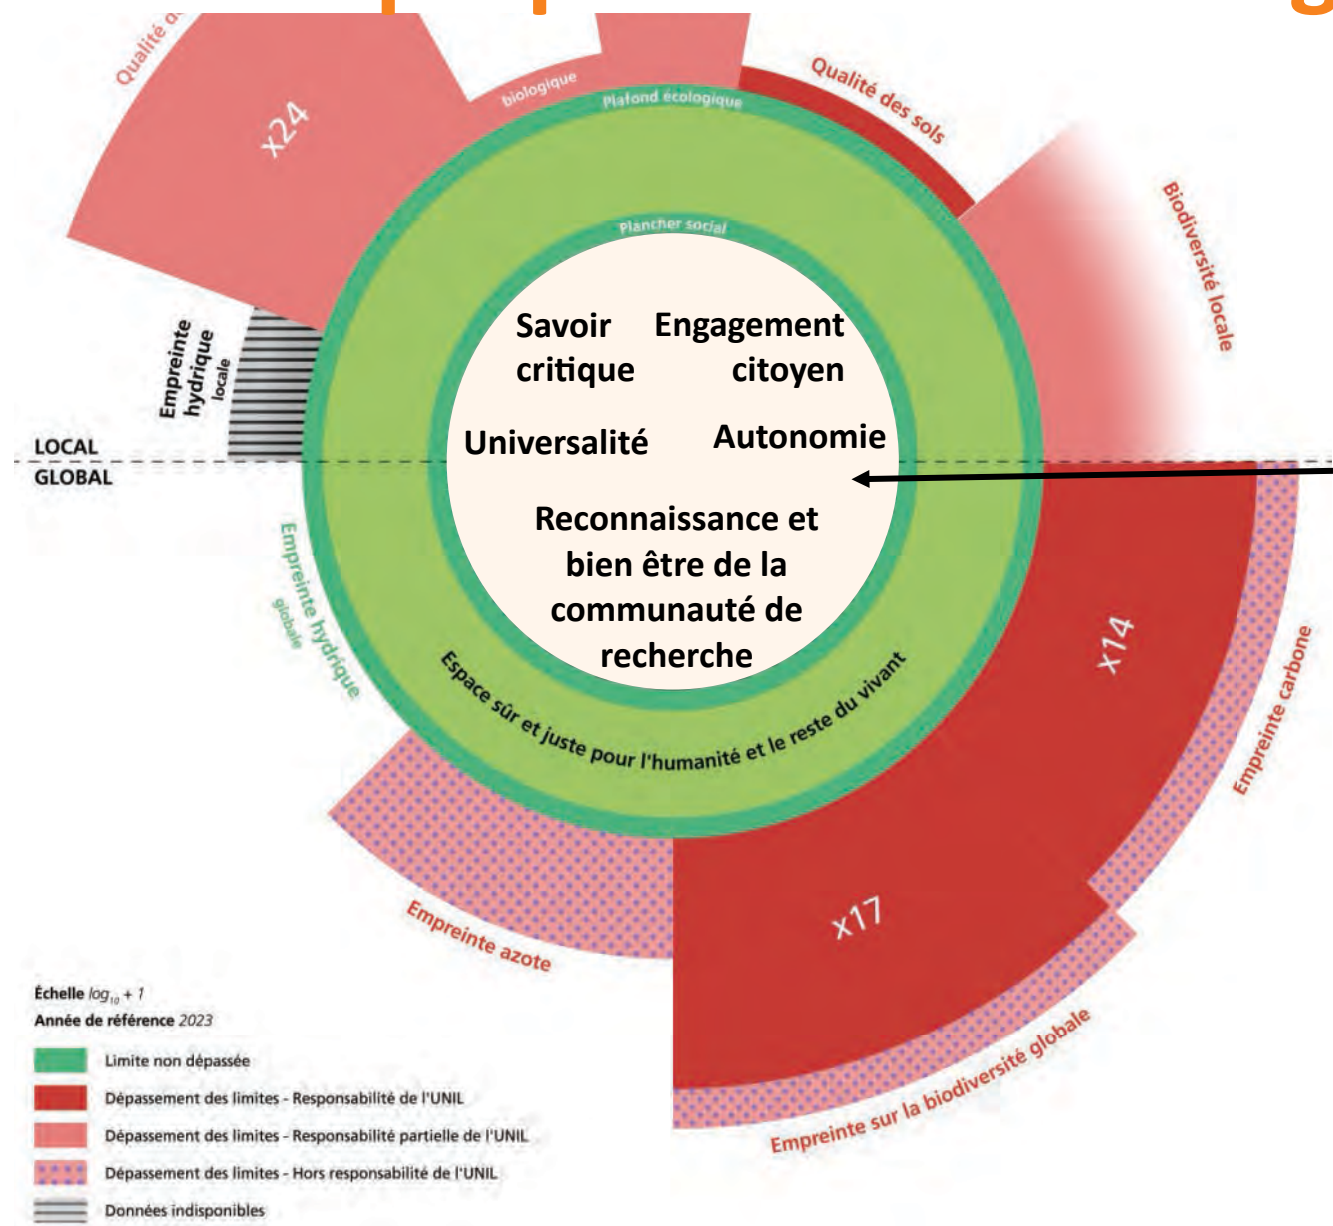 Qualité
biologique
Plafond écologique
Qualité des sols
x24
Biodiversité locale
Plancher social
Empreinte
hydrique
locale
Savoir
critique
Engagement
citoyen
Universalité
Autonomie
LOCAL
GLOBAL
Reconnaissance et
bien être de la
communauté de
recherche
Empreinte hydrique
globale
x14
Empreinte carbone
Espace sûr et juste pour l'humanité et le reste du vivant
x17
Empreinte azote
Empreinte sur la biodiversité globale
Échelle log10 + 1
Année de référence 2023
Limite non dépassée
Dépassement des limites - Responsabilité de l'UNIL
Dépassement des limites - Responsabilité partielle de l'UNIL
Dépassement des limites - Hors responsabilité de l'UNIL
Données indisponibles